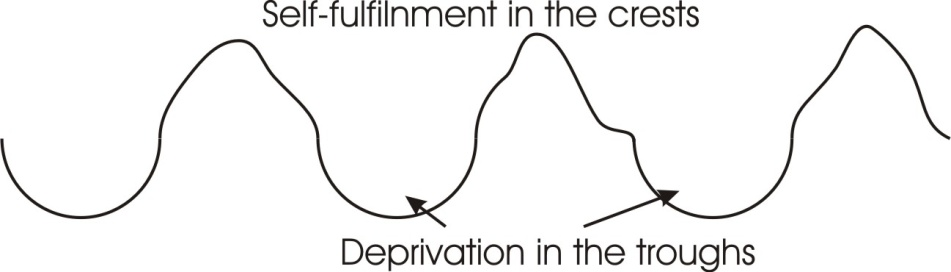 Self-fulfilnment in the crests
Deprivation in the troughs